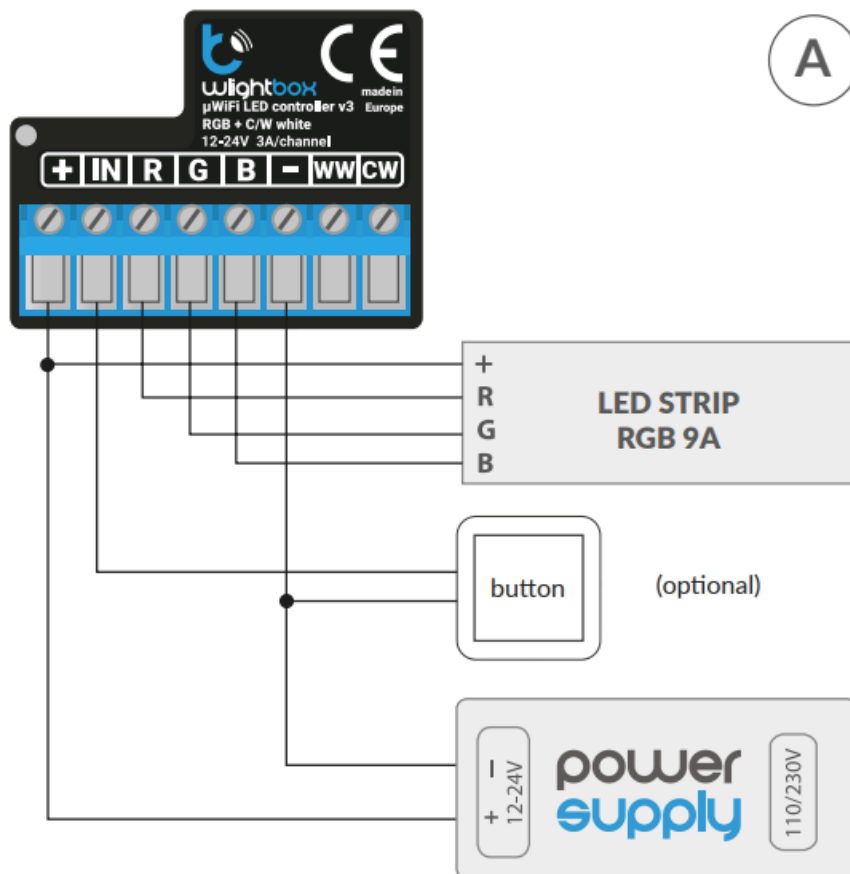 A
wlightbox
CE
made in
Europe
µWiFi LED controller v3
RGB + C/W white
12-24V 3A/channel
+ IN R G B - WW CW
+
R
G
B
LED STRIP
RGB 9A
button
(optional)
- +
12-24V
power
supply
110/230V